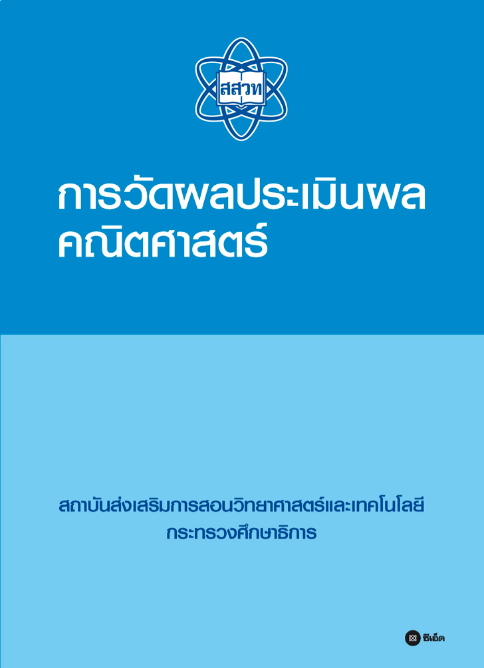 สสวท
การวัดผลประเมินผล
คณิตศาสตร์
สถาบันส่งเสริมการสอนวิทยาศาสตร์และเทคโนโลยี
กระทรวงศึกษาธิการ
ซีเอ็ด